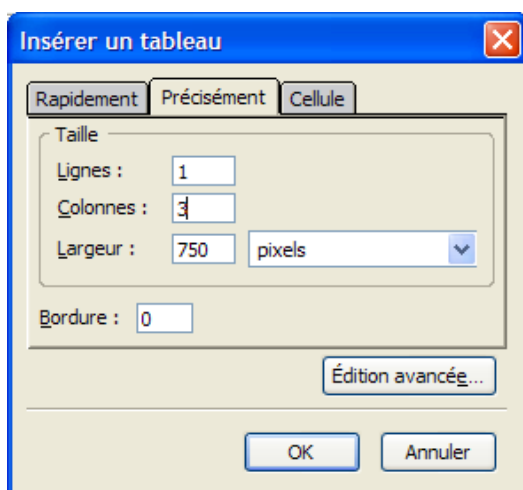 Insérer un tableau
Rapidement Précisément Cellule
Taille
Lignes : 1
Colonnes : 3
Largeur : 750 pixels
Bordure : 0
Édition avancée...
OK Annuler